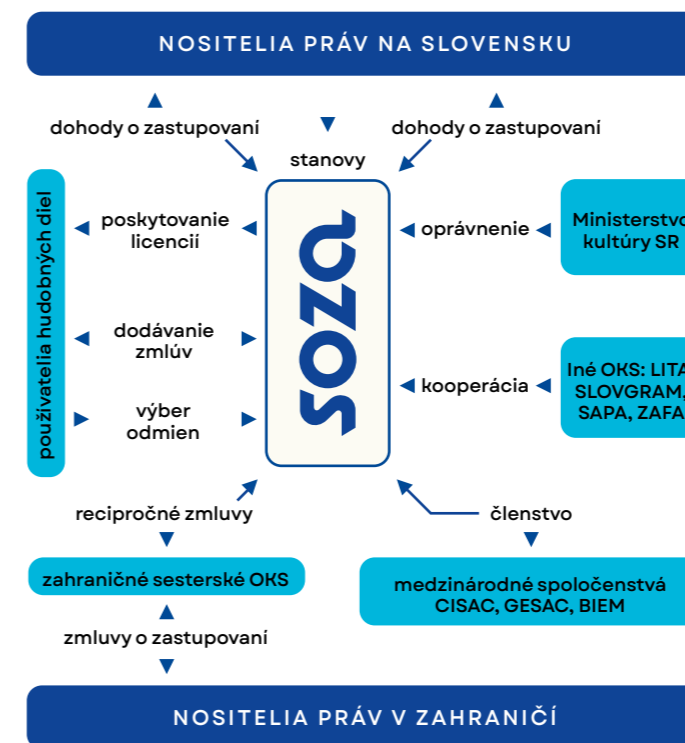 NOSITELIA PRÁV NA SLOVENSKU
dohody o zastupovaní
dohody o zastupovaní
stanovy
používatelia hudobných diel
poskytovanie
licencií
dodávanie
zmlúv
výber
odmien
soza
oprávnenie
Ministerstvo
kultúry SR
kooperácia
Iné OKS: LITA,
SLOVGRAM,
SAPA, ZAFA
recipročné zmluvy
členstvo
zahraničné sesterské OKS
medzinárodné spoločenstvá
CISAC, GESAC, BIEM
zmluvy o zastupovaní
NOSITELIA PRÁV V ZAHRANIČÍ